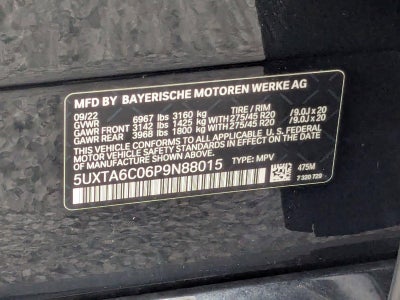 MFD BY BAYERISCHE MOTOREN WERKE AG
09/22 6967 lbs 3160 kg TIRE / RIM
GVWR
GAWR FRONT 3142 lbs 1425 kg WITH 275/45 R20 /9.0J x 20
GAWR REAR 3968 lbs 1800 kg WITH 275/45 R20 /9.0J x 20
THIS VEHICLE CONFORMS TO ALL APPLICABLE U.S. FEDERAL
MOTOR VEHICLE SAFETY STANDARDS IN EFFECT ON
THE DATE OF MANUFACTURE SHOWN ABOVE.
5UXTA6C06P9N88015 TYPE: MPV
475M
7 320 729